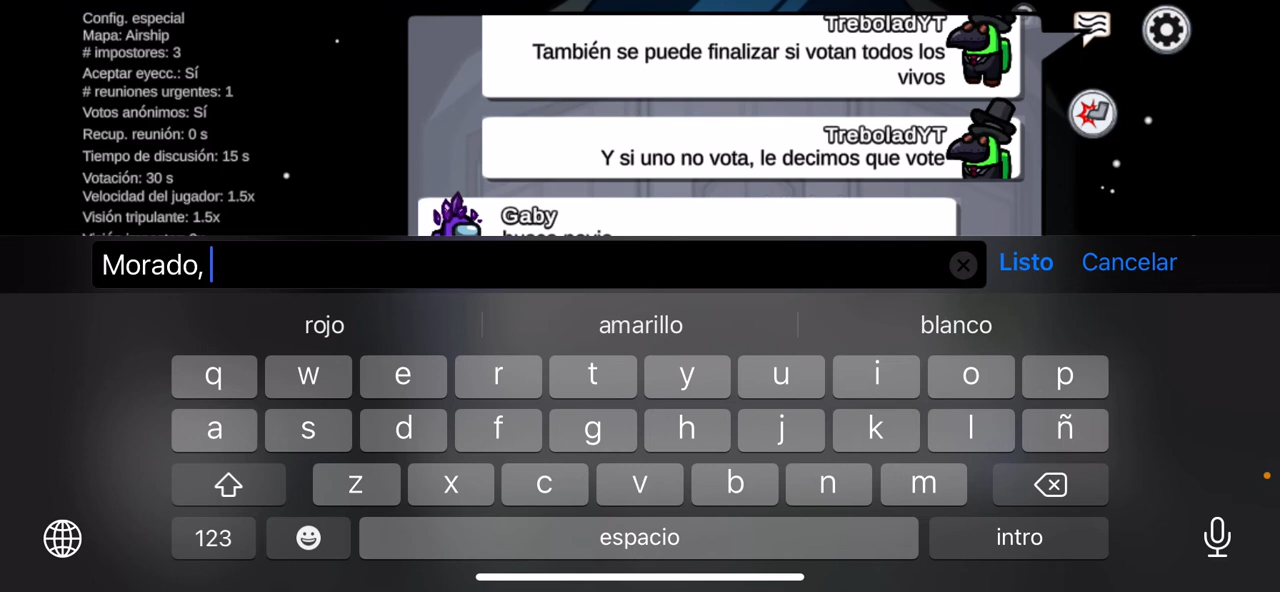 Config. especial
Mapa: Airship
# impostores: 3
Aceptar eyecc.: Sí
# reuniones urgentes: 1
Votos anónimos: Sí
Recup. reunión: 0 s
Tiempo de discusión: 15 s
Votación: 30 s
Velocidad del jugador: 1.5x
Visión tripulante: 1.5x
TreboladYT
También se puede finalizar si votan todos los
vivos
TreboladYT
Y si uno no vota, le decimos que vote
Gaby
Morado,
Listo
Cancelar
rojo
amarillo
blanco
q w e r t y u i o p
a s d f g h j k l ñ
z x c v b n m
123
espacio
intro